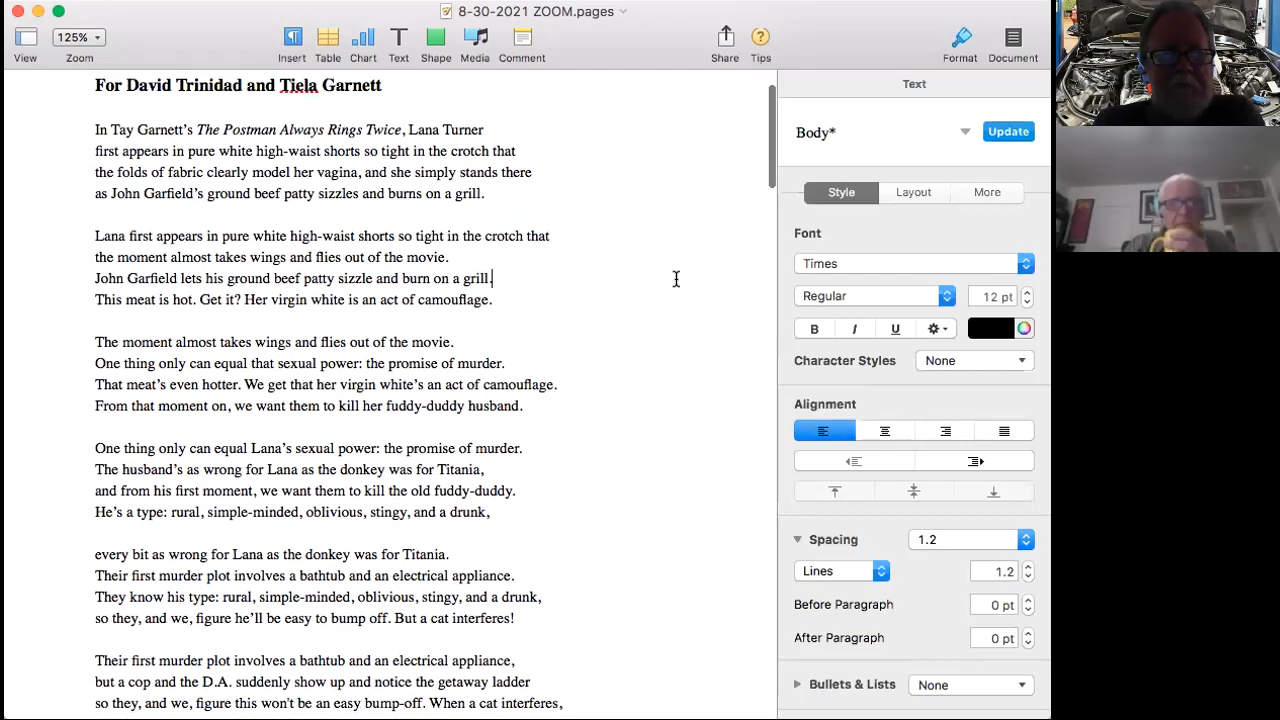 8-30-2021 ZOOM.pages
125%
View
Zoom
Insert
Table
Chart
Text
Shape
Media
Comment
Share
Tips
Format
Document
For David Trinidad and Tiela Garnett
In Tay Garnett’s The Postman Always Rings Twice, Lana Turner
first appears in pure white high-waist shorts so tight in the crotch that
the folds of fabric clearly model her vagina, and she simply stands there
as John Garfield’s ground beef patty sizzles and burns on a grill.
Lana first appears in pure white high-waist shorts so tight in the crotch that
the moment almost takes wings and flies out of the movie.
John Garfield lets his ground beef patty sizzle and burn on a grill.
This meat is hot. Get it? Her virgin white is an act of camouflage.
The moment almost takes wings and flies out of the movie.
One thing only can equal that sexual power: the promise of murder.
That meat’s even hotter. We get that her virgin white’s an act of camouflage.
From that moment on, we want them to kill her fuddy-duddy husband.
One thing only can equal Lana’s sexual power: the promise of murder.
The husband’s as wrong for Lana as the donkey was for Titania,
and from his first moment, we want them to kill the old fuddy-duddy.
He’s a type: rural, simple-minded, oblivious, stingy, and a drunk,
every bit as wrong for Lana as the donkey was for Titania.
Their first murder plot involves a bathtub and an electrical appliance.
They know his type: rural, simple-minded, oblivious, stingy, and a drunk,
so they, and we, figure he’ll be easy to bump off. But a cat interferes!
Their first murder plot involves a bathtub and an electrical appliance,
but a cop and the D.A. suddenly show up and notice the getaway ladder
so they, and we, figure this won't be an easy bump-off. When a cat interferes,
Text
Body*
Update
Style
Layout
More
Font
Times
Regular
12 pt
B
I
U
Character Styles
None
Alignment
Spacing
1.2
Lines
1.2
Before Paragraph
0 pt
After Paragraph
0 pt
Bullets & Lists
None